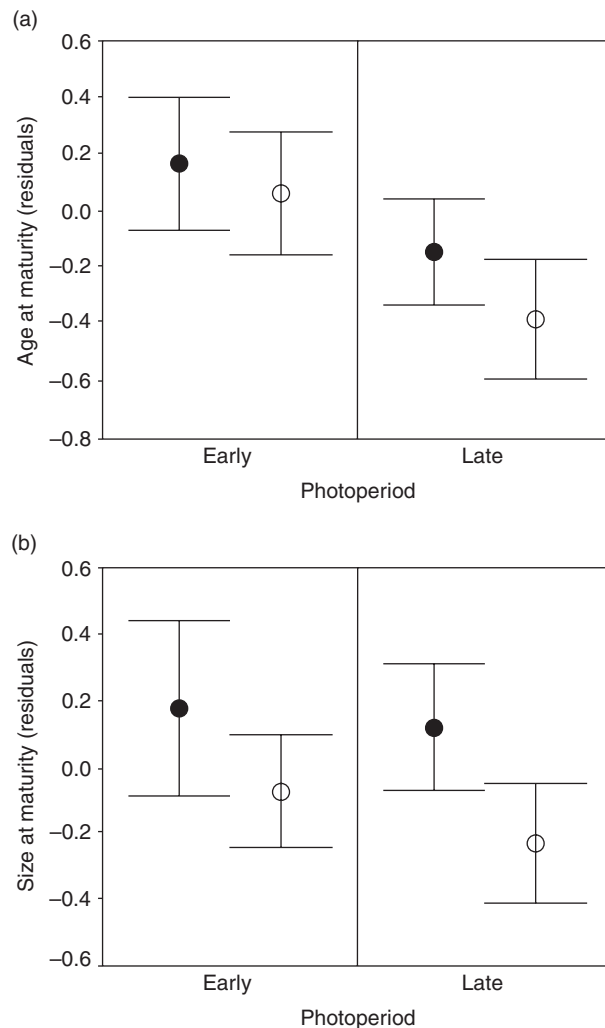 (a)
0.6
0.4
0.2
0.0
−0.2
−0.4
−0.6
−0.8
Age at maturity (residuals)
Early Late
Photoperiod
(b)
0.6
0.4
0.2
0.0
−0.2
−0.4
−0.6
Size at maturity (residuals)
Early Late
Photoperiod